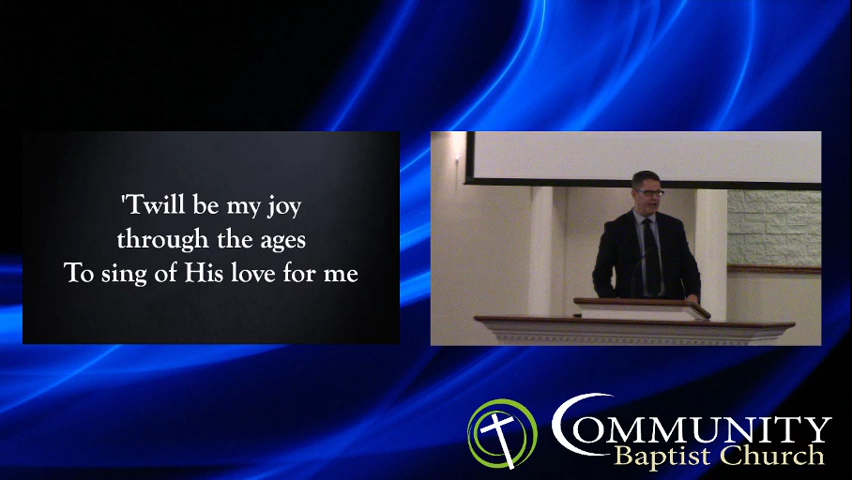 'Twill be my joy
through the ages
To sing of His love for me
COMMUNITY
Baptist Church